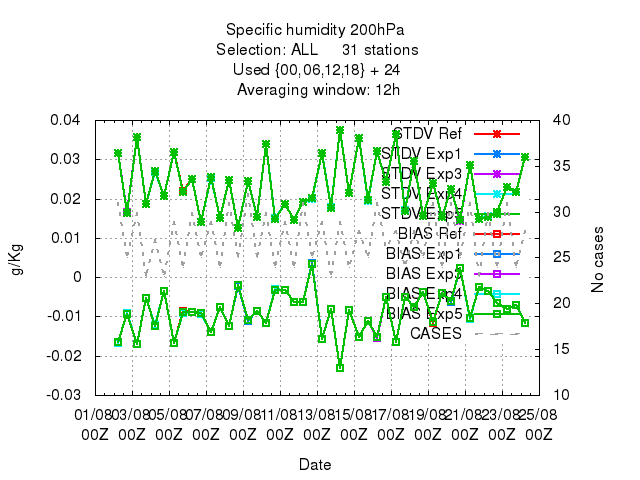 Specific humidity 200hPa
Selection: ALL 31 stations
Used {00,06,12,18} + 24
Averaging window: 12h
g/Kg
0.04
0.03
0.02
0.01
0
-0.01
-0.02
-0.03
STDV Ref
STDV Exp1
STDV Exp3
STDV Exp4
STDV Exp5
BIAS Ref
BIAS Exp1
BIAS Exp3
BIAS Exp4
BIAS Exp5
CASES
40
35
30
25
20
15
10
No cases
01/08 03/08 05/08 07/08 09/08 11/08 13/08 15/08 17/08 19/08 21/08 23/08 25/08
00Z 00Z 00Z 00Z 00Z 00Z 00Z 00Z 00Z 00Z 00Z 00Z 00Z
Date